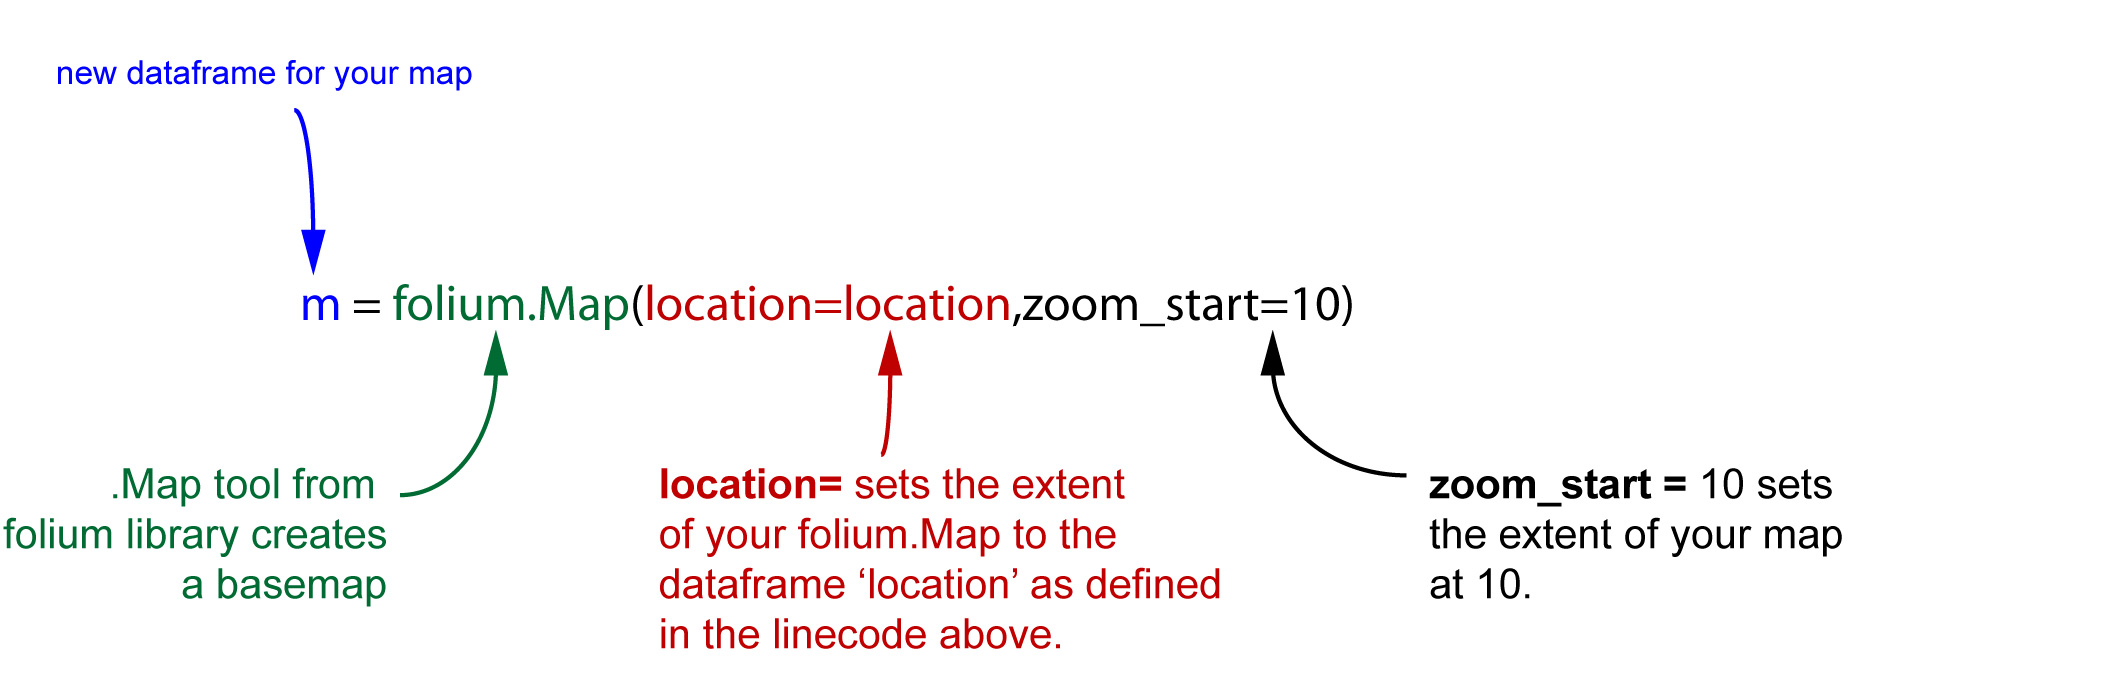 new dataframe for your map
m = folium.Map(location=location,zoom_start=10)
.Map tool from
folium library creates
a basemap
location= sets the extent
of your folium.Map to the
dataframe ‘location’ as defined
in the linecode above.
zoom_start = 10 sets
the extent of your map
at 10.